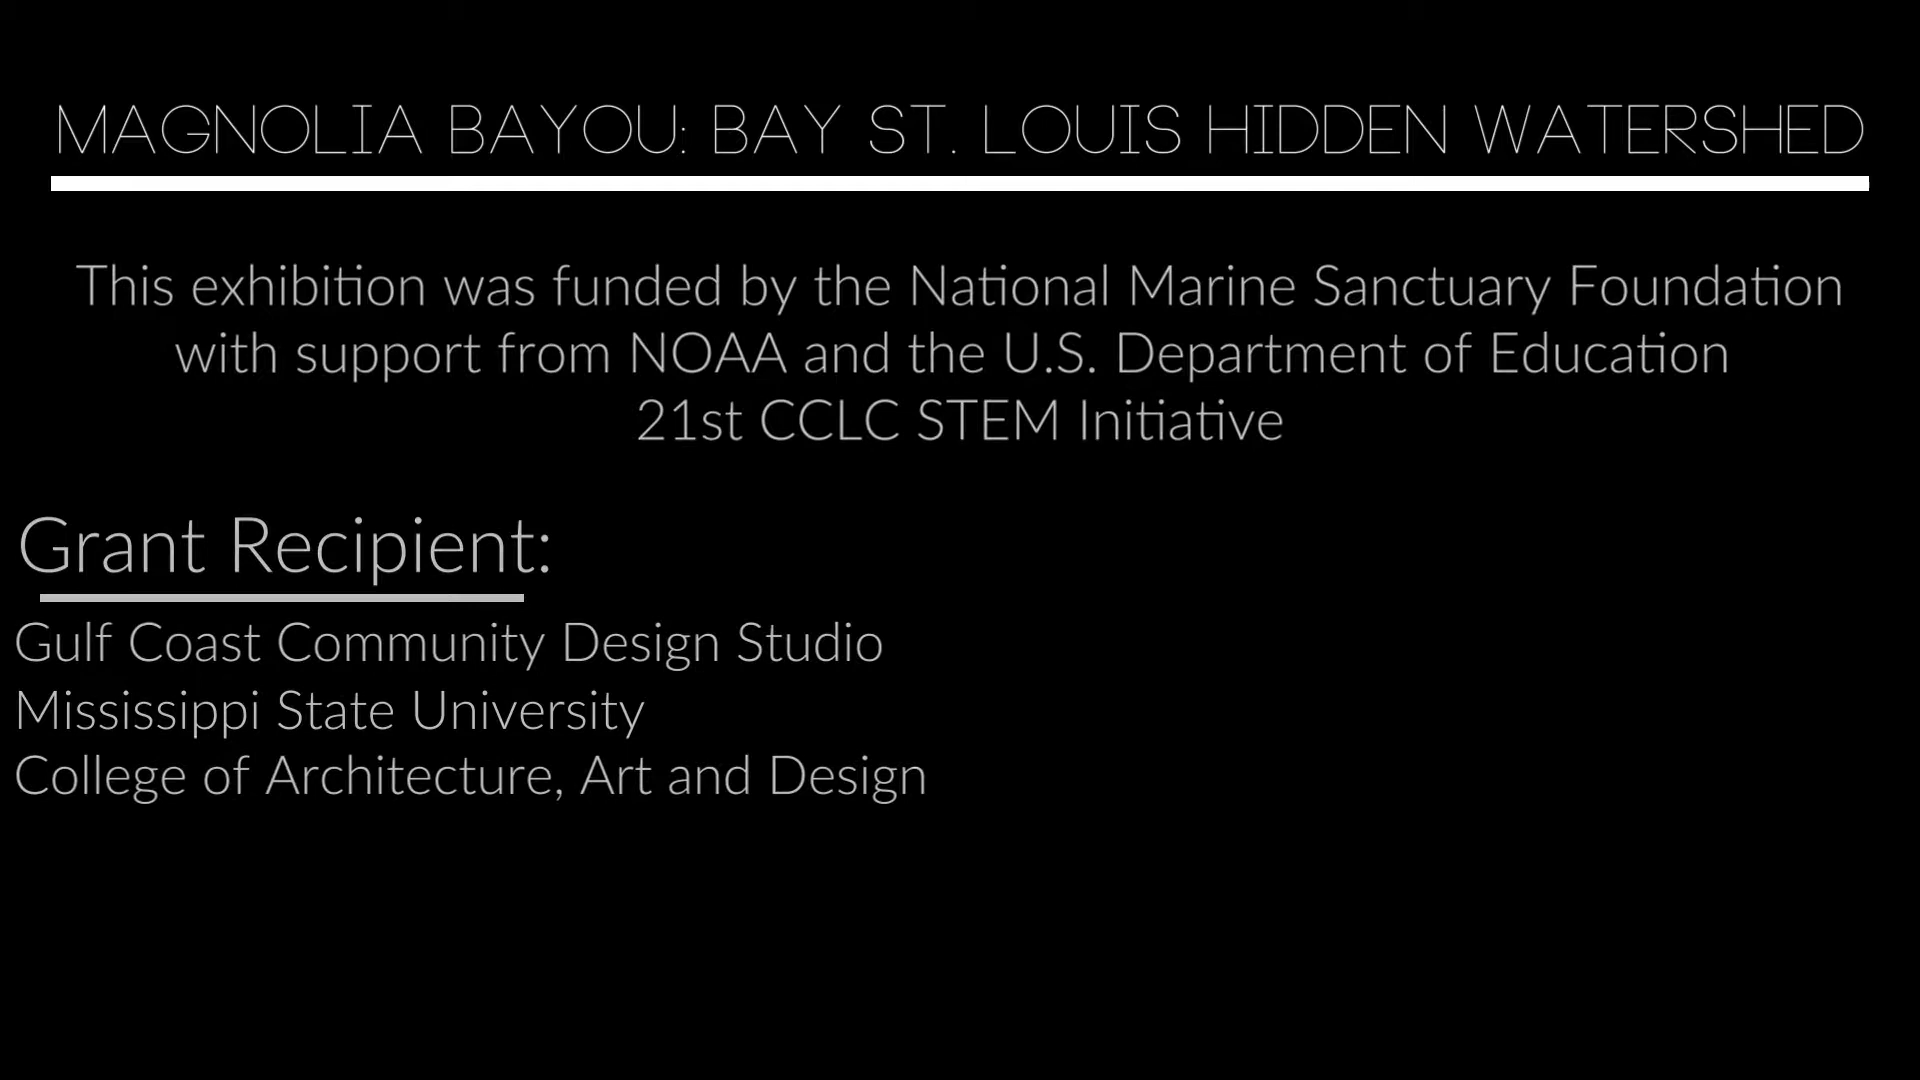 MAGNOLIA BAYOU: BAY ST. LOUIS HIDDEN WATERSHED
This exhibition was funded by the National Marine Sanctuary Foundation
with support from NOAA and the U.S. Department of Education
21st CCLC STEM Initiative
Grant Recipient:
Gulf Coast Community Design Studio
Mississippi State University
College of Architecture, Art and Design